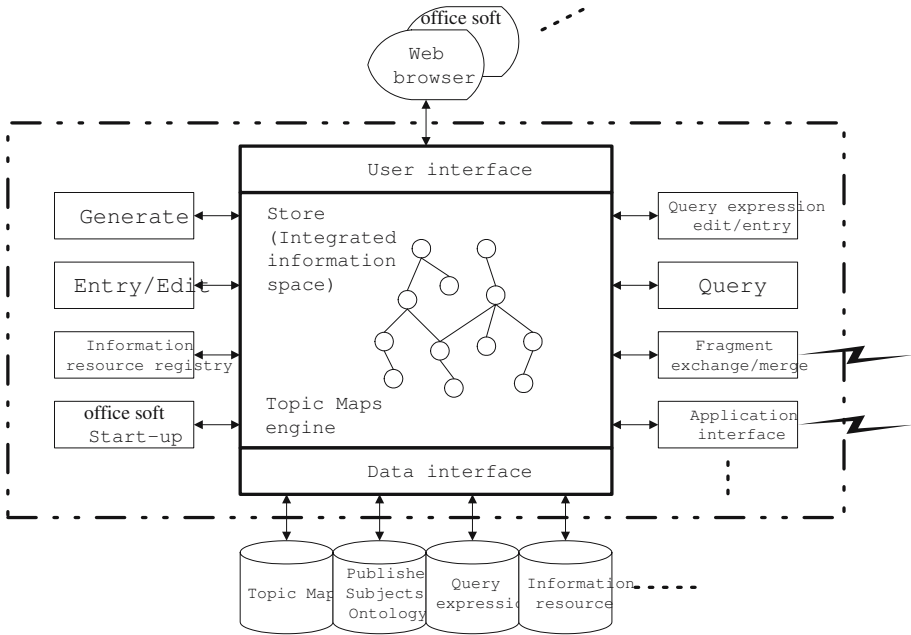 office soft
Web
browser
User interface
Generate
Entry/Edit
Information
resource registry
office soft
Start-up
Store
(Integrated
information
space)
Topic Maps
engine
Query expression
edit/entry
Query
Fragment
exchange/merge
Application
interface
Data interface
Topic Map
Publishe
Subjects
Ontology
Query
expressio
Information
resource